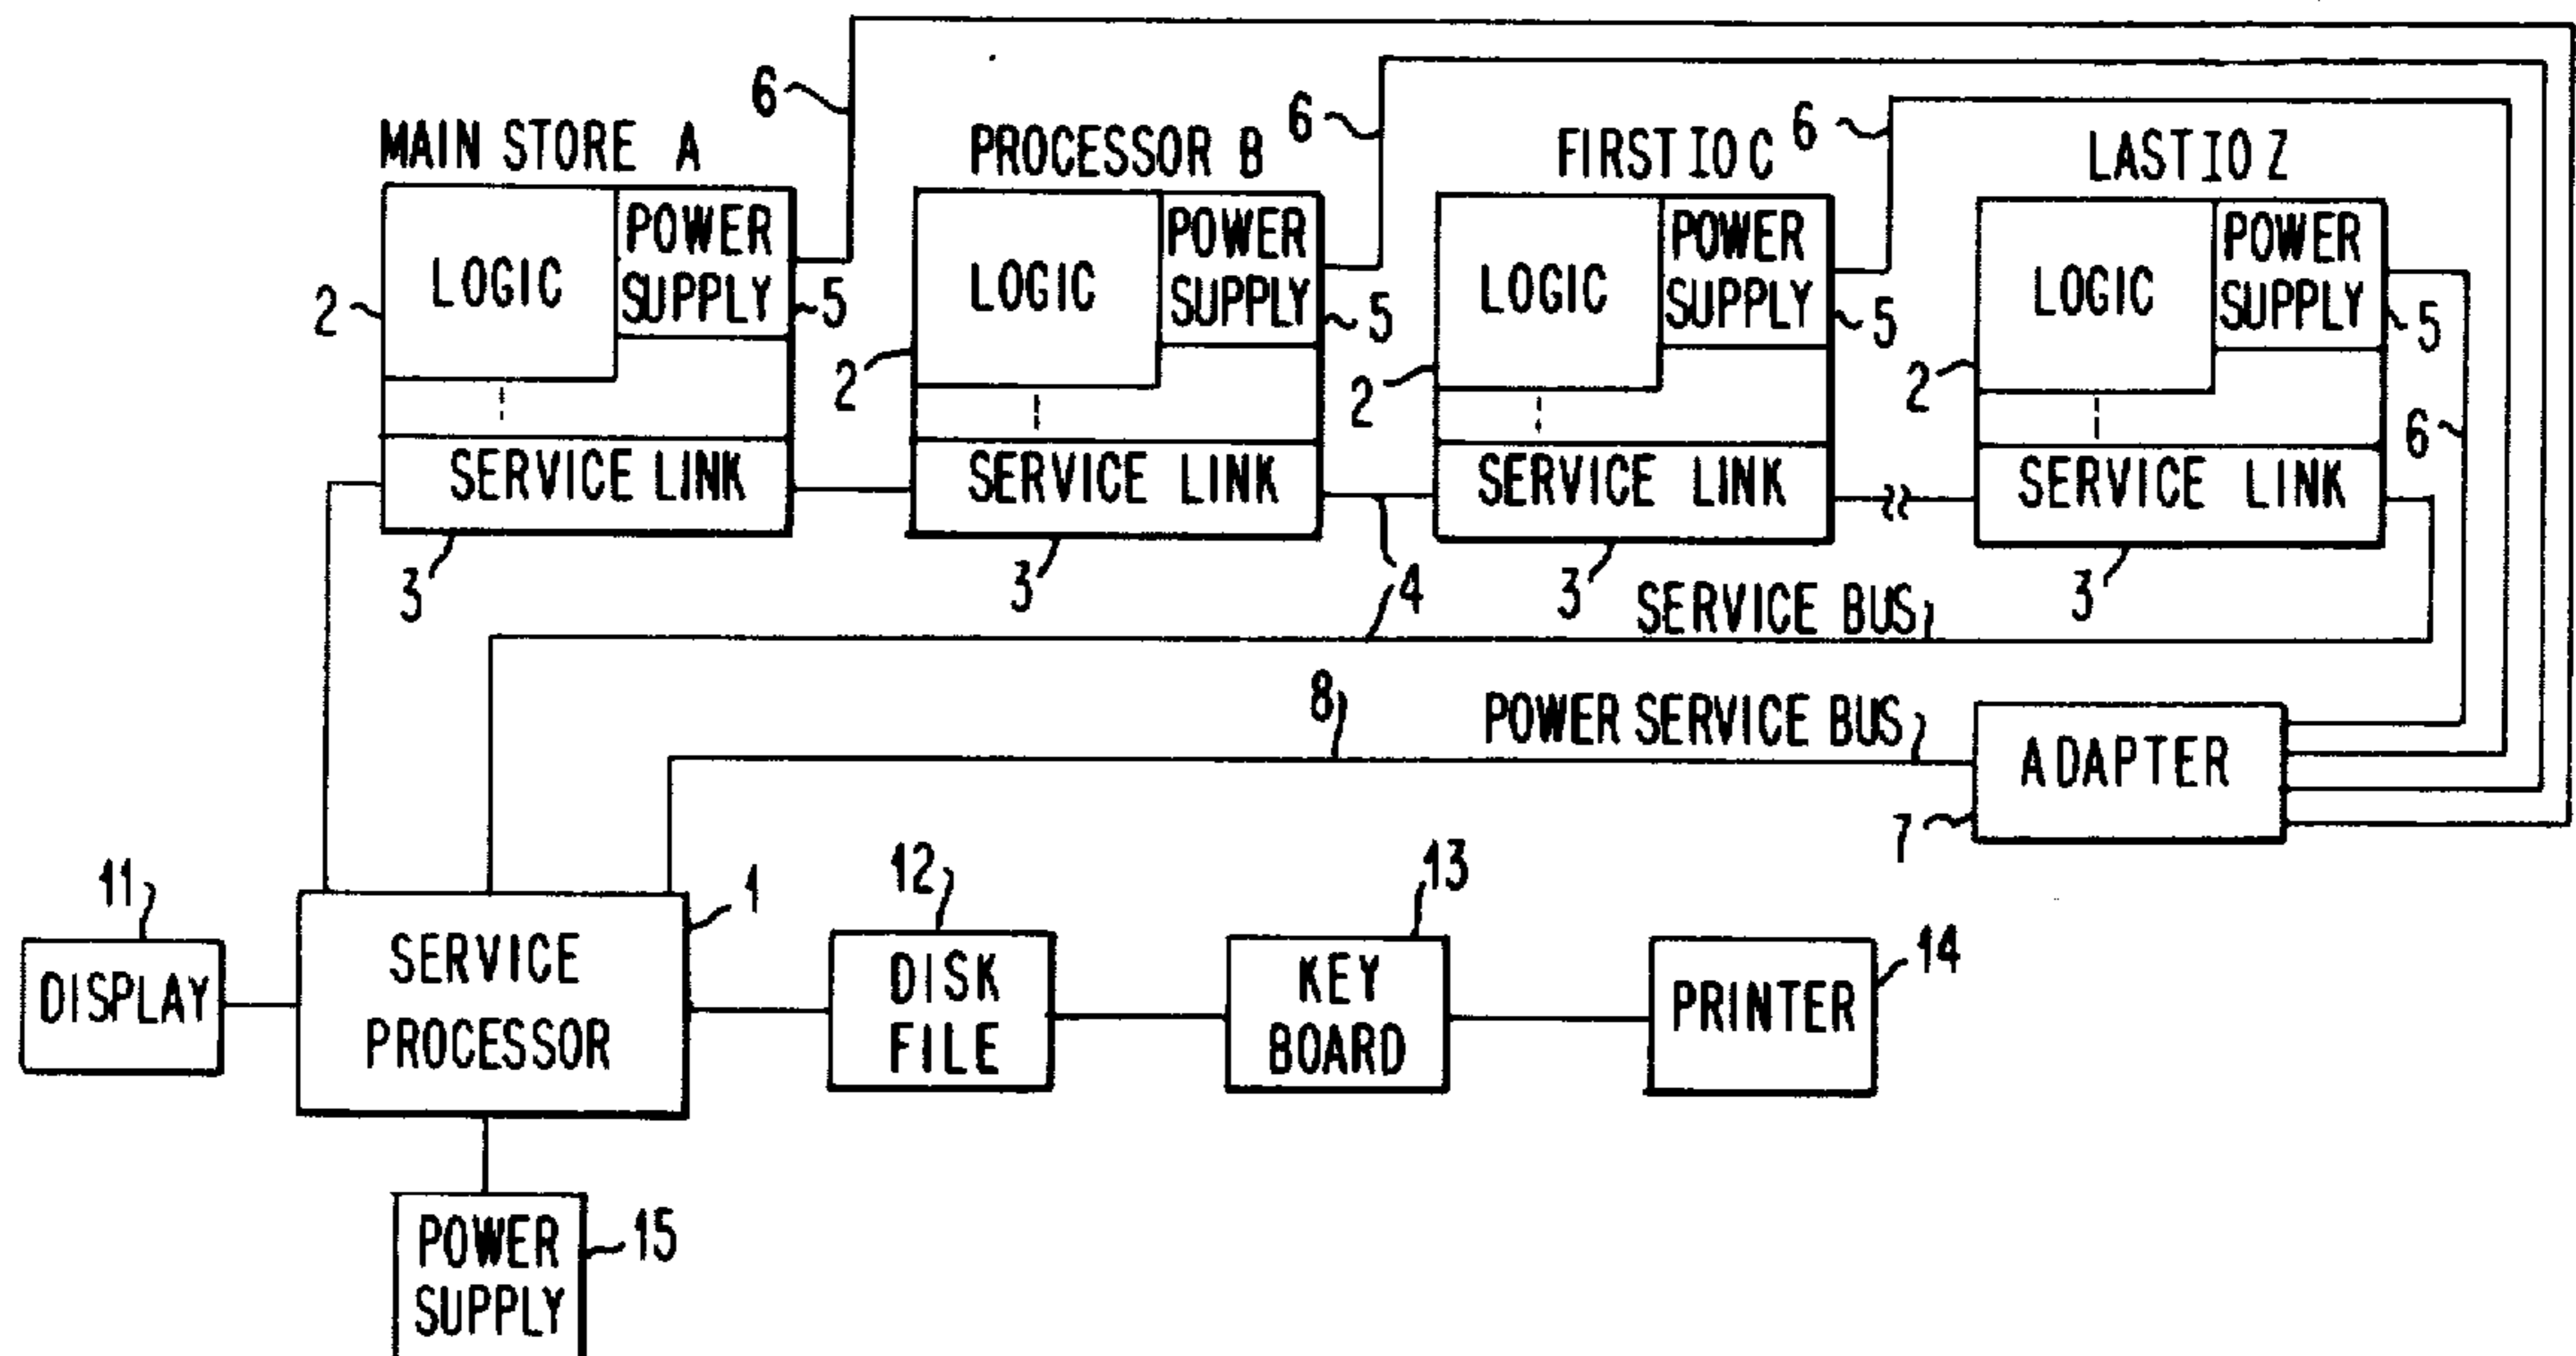 6
MAIN STORE A
PROCESSOR B
6
FIRST IO C
6
LAST IO Z
LOGIC
POWER
SUPPLY
2
5
LOGIC
POWER
SUPPLY
2
5
LOGIC
POWER
SUPPLY
2
5
LOGIC
POWER
SUPPLY
2
5
6
SERVICE LINK
SERVICE LINK
SERVICE LINK
SERVICE LINK
3
3
4
3
3
SERVICE BUS
8
POWER SERVICE BUS
ADAPTER
7
11
1
12
13
14
DISPLAY
SERVICE
PROCESSOR
DISK
FILE
KEY
BOARD
PRINTER
POWER
SUPPLY
15